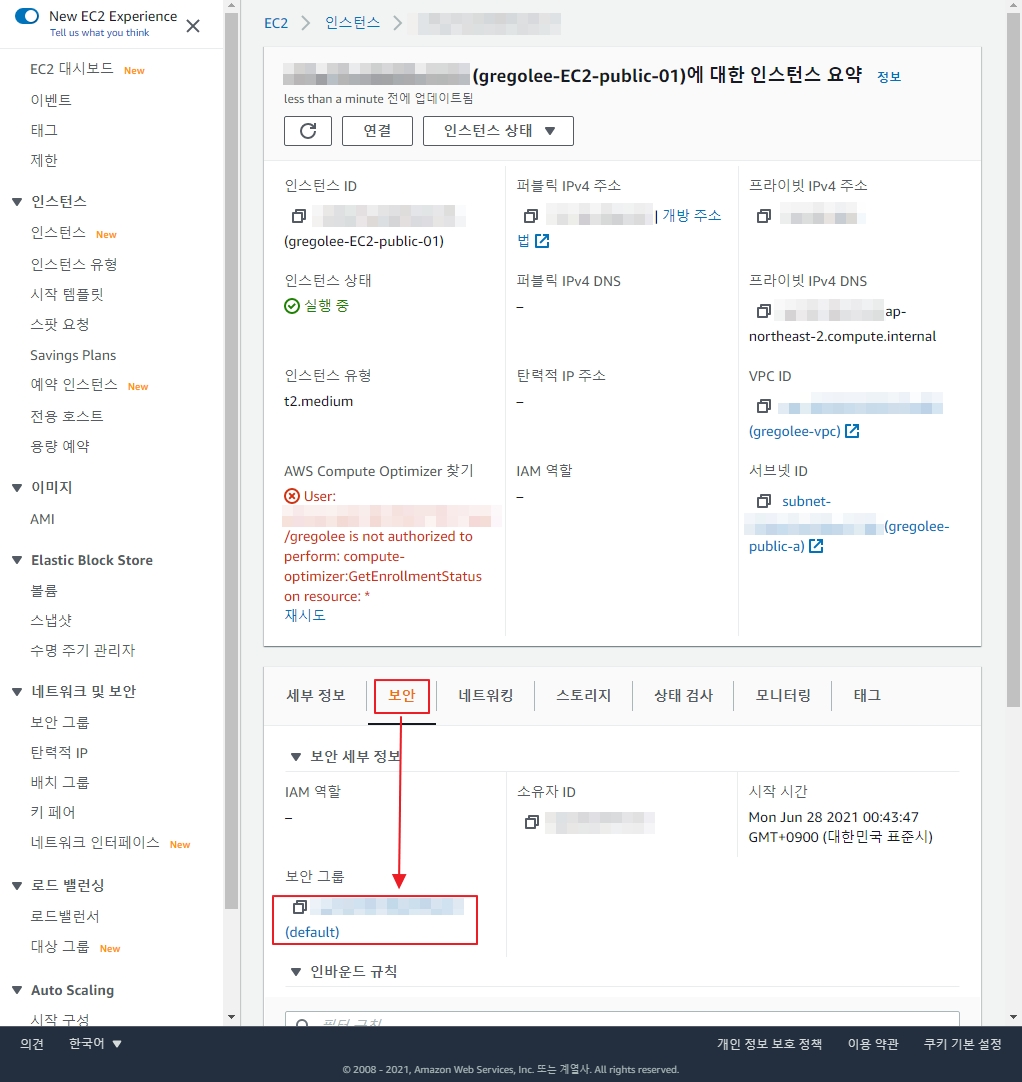 New EC2 Experience
Tell us what you think
EC2 대시보드 New
이벤트
태그
제한
인스턴스
인스턴스 New
인스턴스 유형
시작 템플릿
스팟 요청
Savings Plans
예약 인스턴스 New
전용 호스트
용량 예약
이미지
AMI
Elastic Block Store
볼륨
스냅샷
수명 주기 관리자
네트워크 및 보안
보안 그룹
탄력적 IP
배치 그룹
키 페어
네트워크 인터페이스 New
로드 밸런싱
로드밸런서
대상 그룹 New
Auto Scaling
시작 구성
EC2 인스턴스
(gregolee-EC2-public-01)에 대한 인스턴스 요약 정보
less than a minute 전에 업데이트됨
연결
인스턴스 상태
인스턴스 ID
(gregolee-EC2-public-01)
퍼블릭 IPv4 주소
| 개방 주소
법
프라이빗 IPv4 주소
인스턴스 상태
실행 중
퍼블릭 IPv4 DNS
–
프라이빗 IPv4 DNS
ap-
northeast-2.compute.internal
인스턴스 유형
t2.medium
탄력적 IP 주소
–
VPC ID
(gregolee-vpc)
AWS Compute Optimizer 찾기
User:
/gregolee is not authorized to
perform: compute-
optimizer:GetEnrollmentStatus
on resource: *
재시도
IAM 역할
–
서브넷 ID
subnet-
(gregolee-
public-a)
세부 정보 보안 네트워킹 스토리지 상태 검사 모니터링 태그
보안 세부 정보
IAM 역할
–
소유자 ID
시작 시간
Mon Jun 28 2021 00:43:47
GMT+0900 (대한민국 표준시)
보안 그룹
(default)
인바운드 규칙
필터 규칙
의견 한국어 개인 정보 보호 정책 이용 약관 쿠키 기본 설정
© 2008 - 2021, Amazon Web Services, Inc. 또는 계열사. All rights reserved.